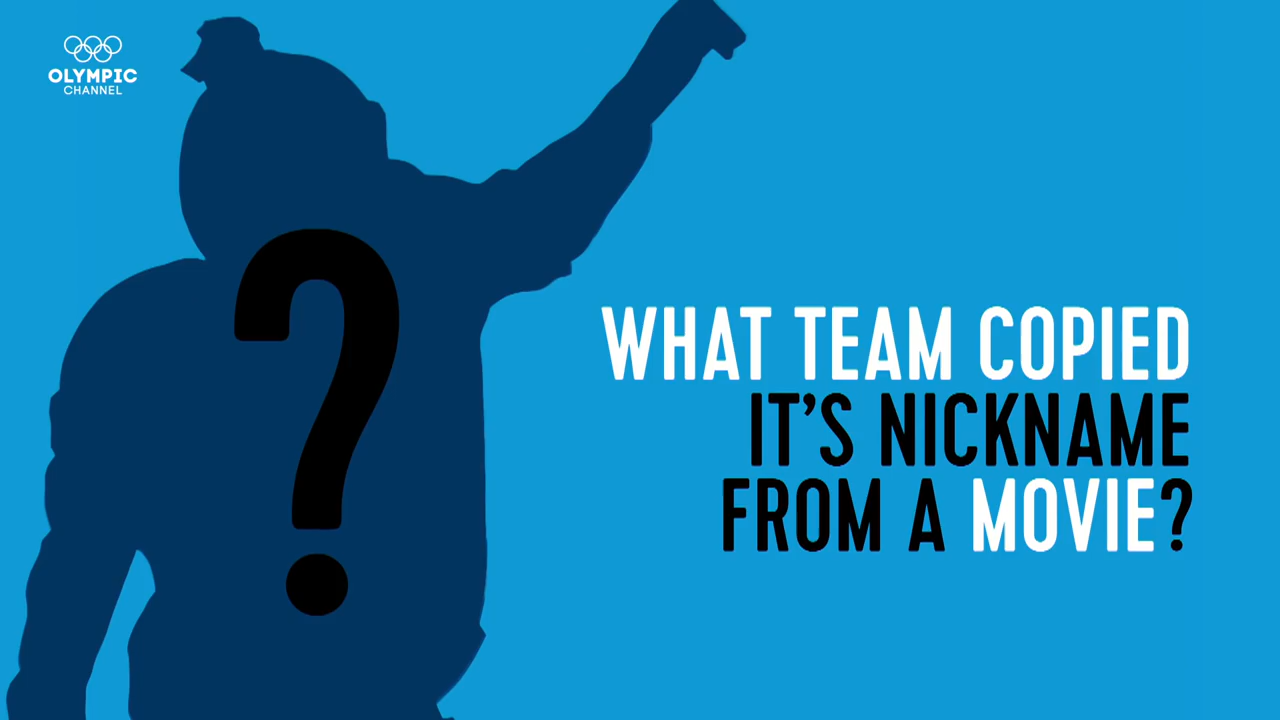 OLYMPIC
CHANNEL
WHAT TEAM COPIED
IT'S NICKNAME
FROM A MOVIE?
?